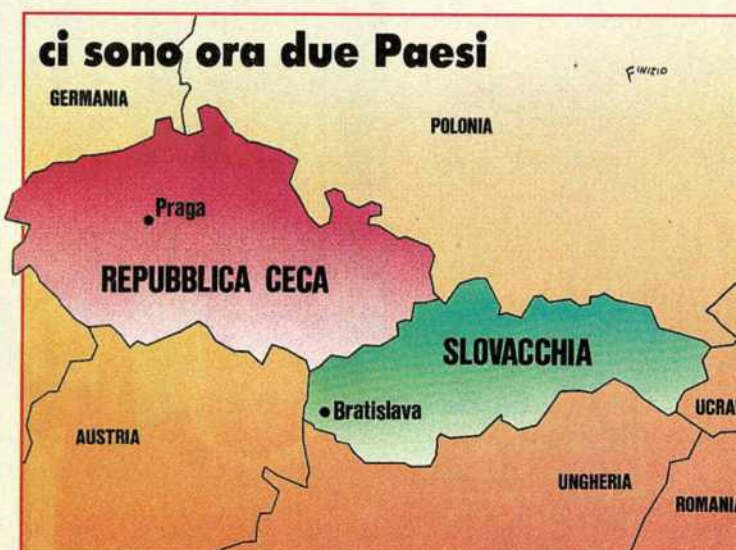 ci sono ora due Paesi
FINIZIO
GERMANIA
POLONIA
Praga
REPUBBLICA CECA
SLOVACCHIA
Bratislava
UCRA
AUSTRIA
UNGHERIA
ROMANIA